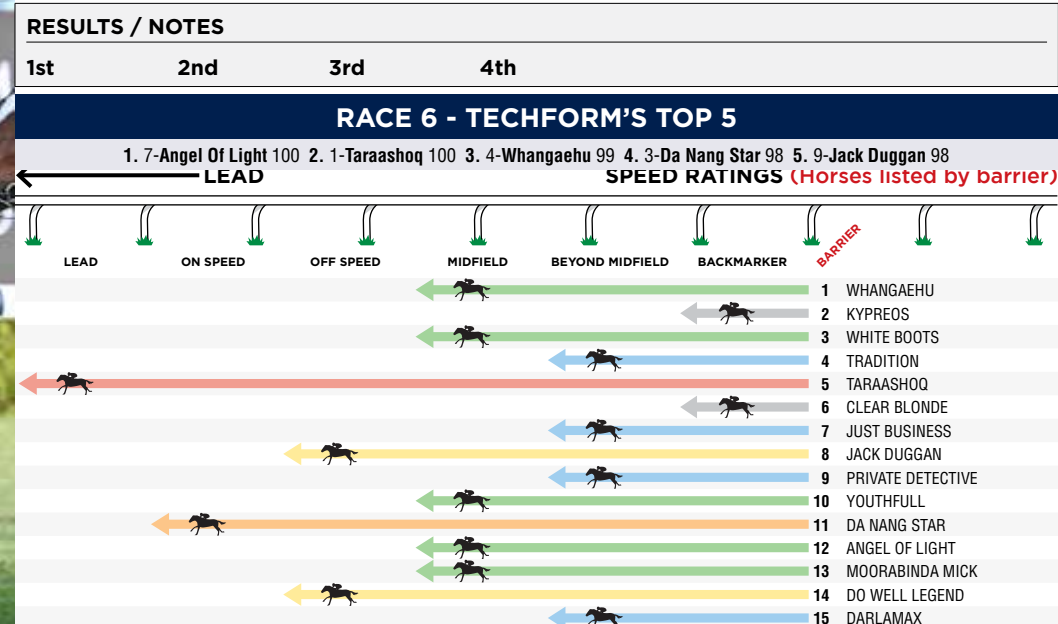 RESULTS / NOTES
1st 2nd 3rd 4th
RACE 6 - TECHFORM'S TOP 5
1. 7-Angel Of Light 100 2. 1-Taraashoq 100 3. 4-Whangaehu 99 4. 3-Da Nang Star 98 5. 9-Jack Duggan 98
LEAD SPEED RATINGS (Horses listed by barrier)
LEAD ON SPEED OFF SPEED MIDFIELD BEYOND MIDFIELD BACKMARKER BARRIER
1 WHANGAEHU
2 KYPREOS
3 WHITE BOOTS
4 TRADITION
5 TARAASHOQ
6 CLEAR BLONDE
7 JUST BUSINESS
8 JACK DUGGAN
9 PRIVATE DETECTIVE
10 YOUTHFULL
11 DA NANG STAR
12 ANGEL OF LIGHT
13 MOORABINDA MICK
14 DO WELL LEGEND
15 DARLAMAX